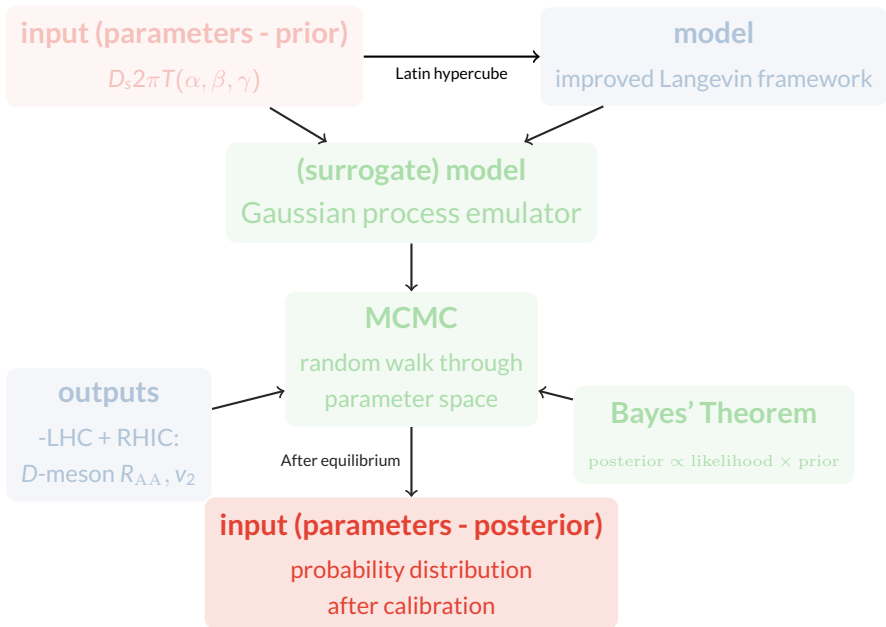 input (parameters - prior)
Dₛ2πT(α, β, γ)
Latin hypercube
model
improved Langevin framework
(surrogate) model
Gaussian process emulator
MCMC
random walk through
parameter space
outputs
-LHC + RHIC:
D-meson R_AA, v₂
Bayes’ Theorem
posterior ∝ likelihood × prior
After equilibrium
input (parameters - posterior)
probability distribution
after calibration